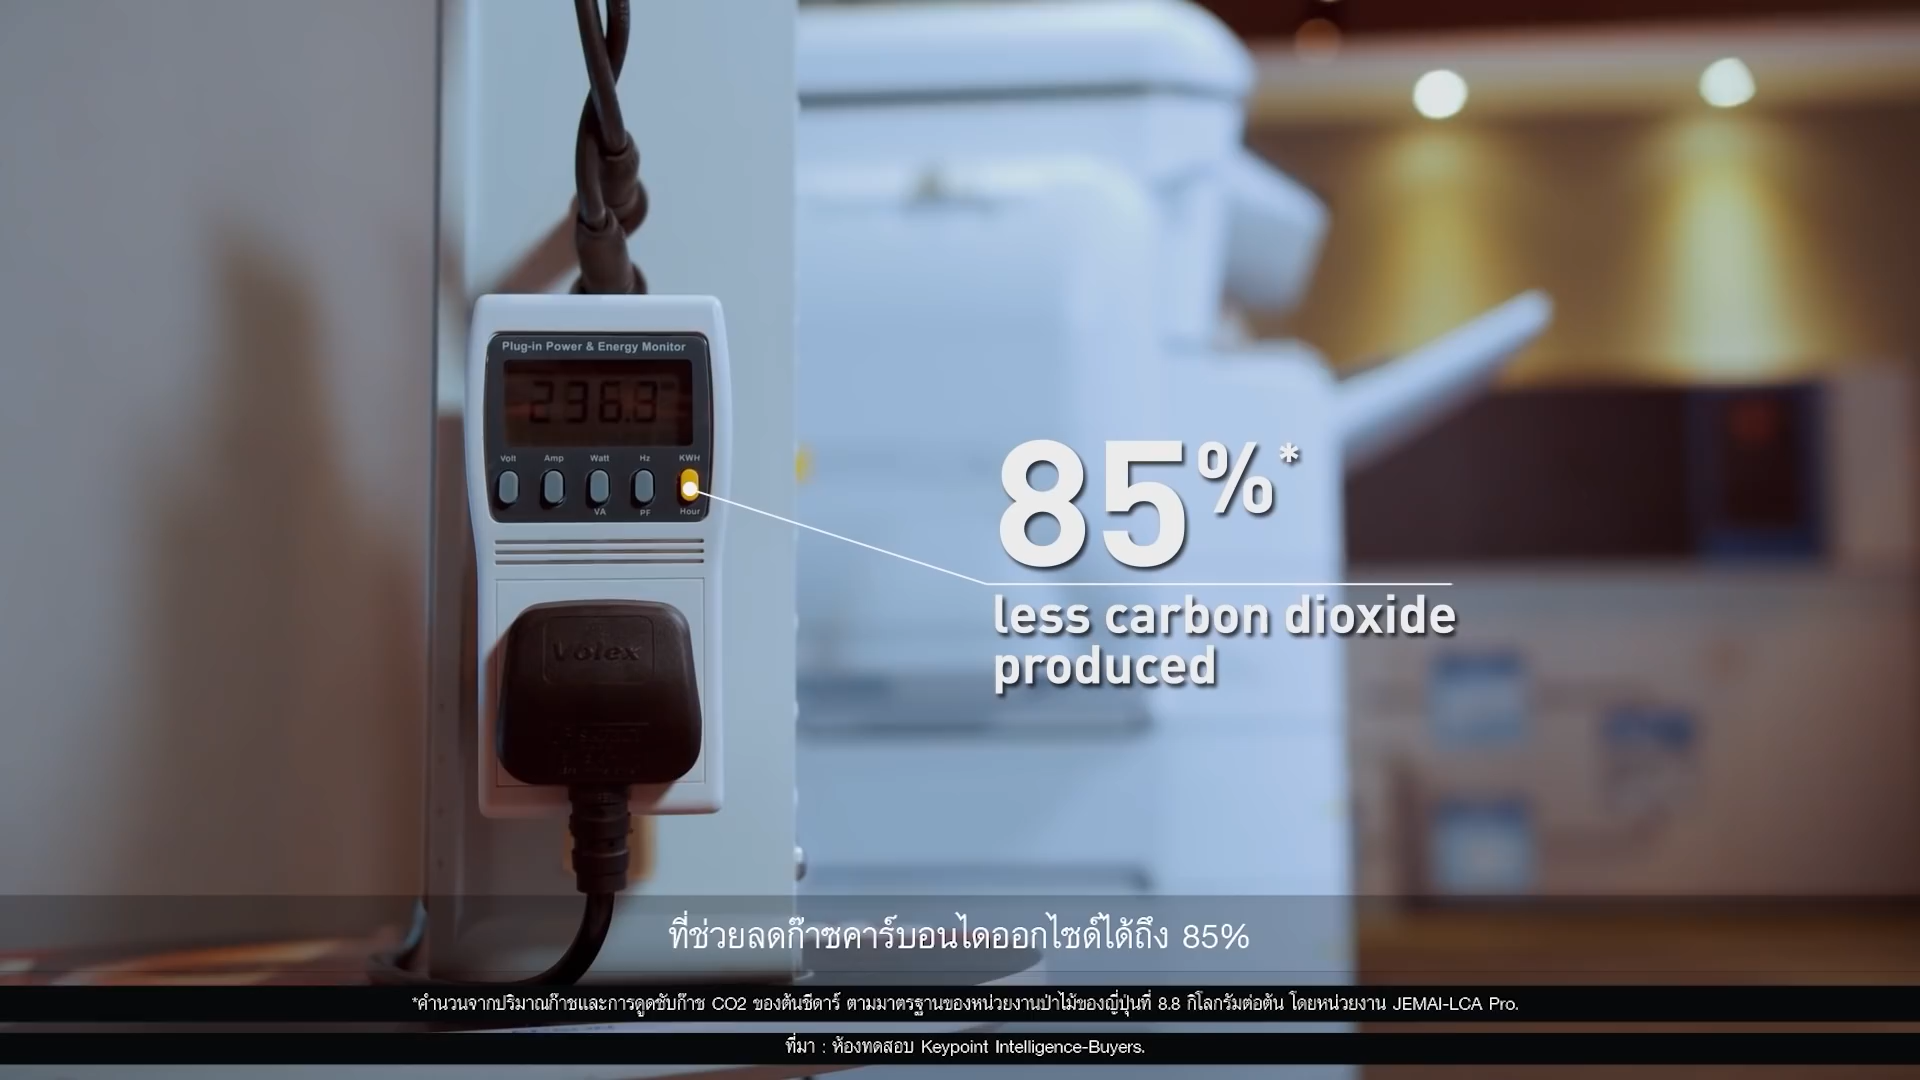 Plug-in Power & Energy Monitor
236.3
Volt Amp Watt Hz KWH
VA PF Hour
85%*
less carbon dioxide
produced
Volex
ที่ช่วยลดก๊าซคาร์บอนไดออกไซด์ได้ถึง 85%
*คำนวนจากปริมาณก๊าซและการดูดซับก๊าซ CO2 ของต้นซีดาร์ ตามมาตรฐานของหน่วยงานป่าไม้ของญี่ปุ่นที่ 8.8 กิโลกรัมต่อต้น โดยหน่วยงาน JEMAI-LCA Pro.
ที่มา : ห้องทดสอบ Keypoint Intelligence-Buyers.